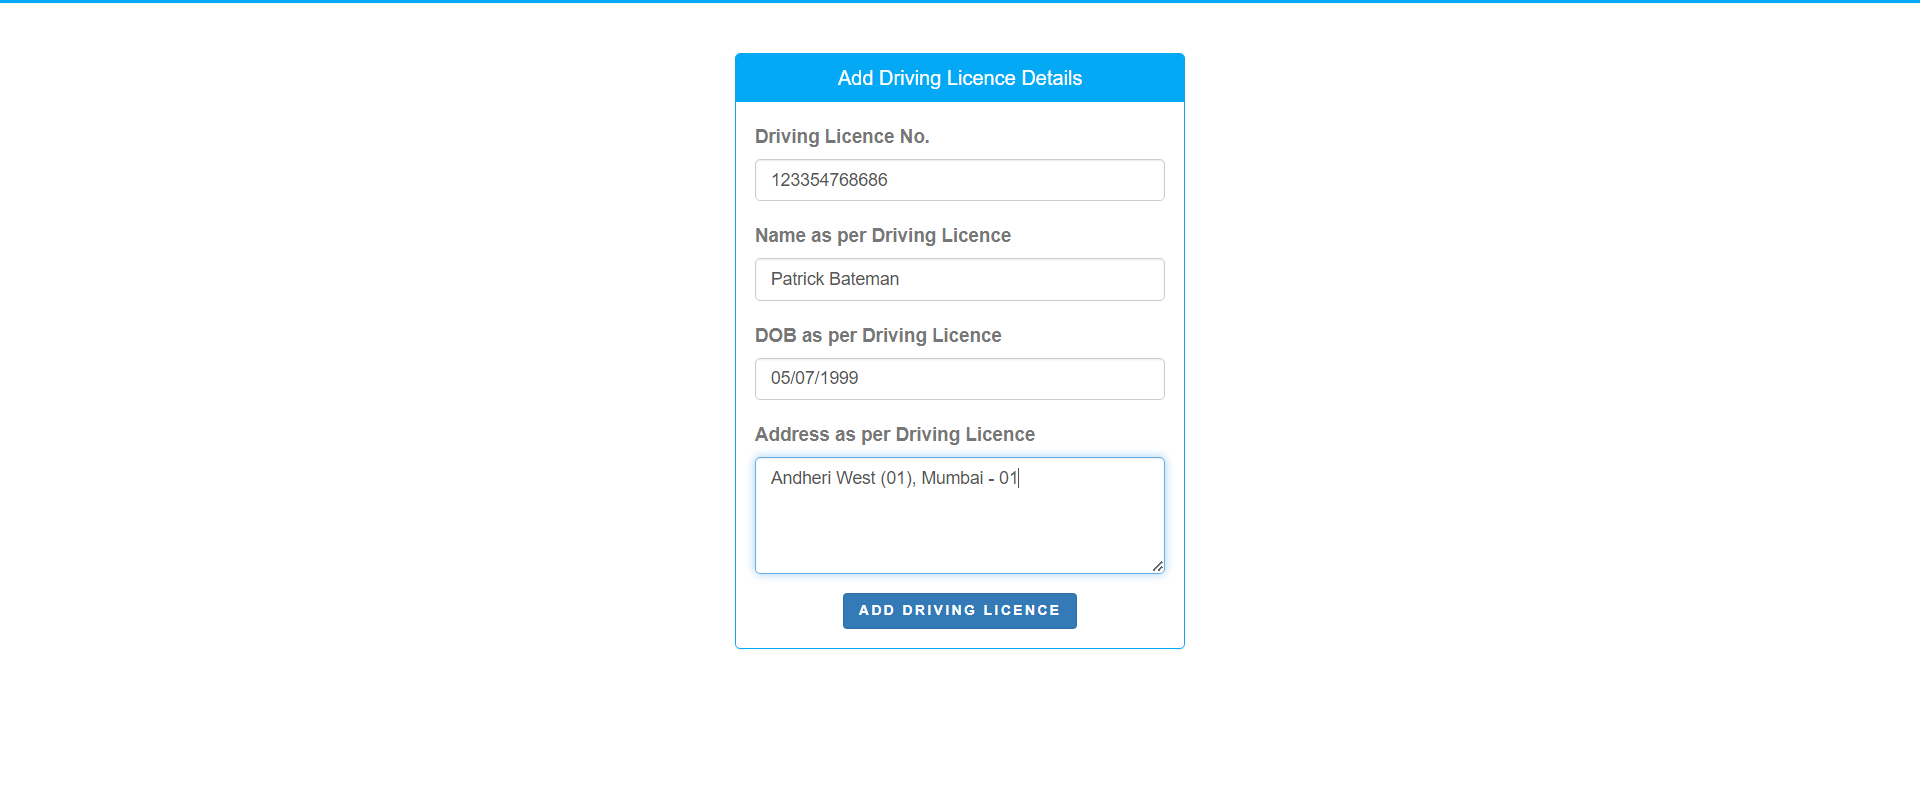 Add Driving Licence Details
Driving Licence No.
123354768686
Name as per Driving Licence
Patrick Bateman
DOB as per Driving Licence
05/07/1999
Address as per Driving Licence
Andheri West (01), Mumbai - 01
ADD DRIVING LICENCE